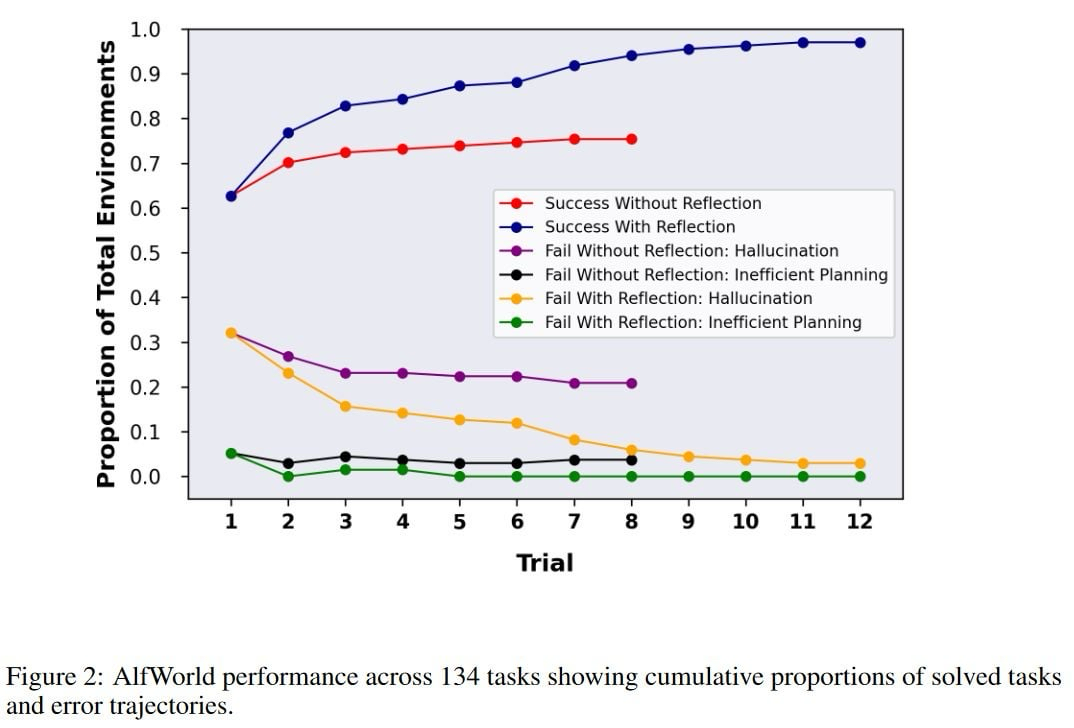 1.0
0.9
0.8
0.7
0.6
0.5
0.4
0.3
0.2
0.1
0.0
Proportion of Total Environments
Success Without Reflection
Success With Reflection
Fail Without Reflection: Hallucination
Fail Without Reflection: Inefficient Planning
Fail With Reflection: Hallucination
Fail With Reflection: Inefficient Planning
1 2 3 4 5 6 7 8 9 10 11 12
Trial
Figure 2: AlfWorld performance across 134 tasks showing cumulative proportions of solved tasks
and error trajectories.